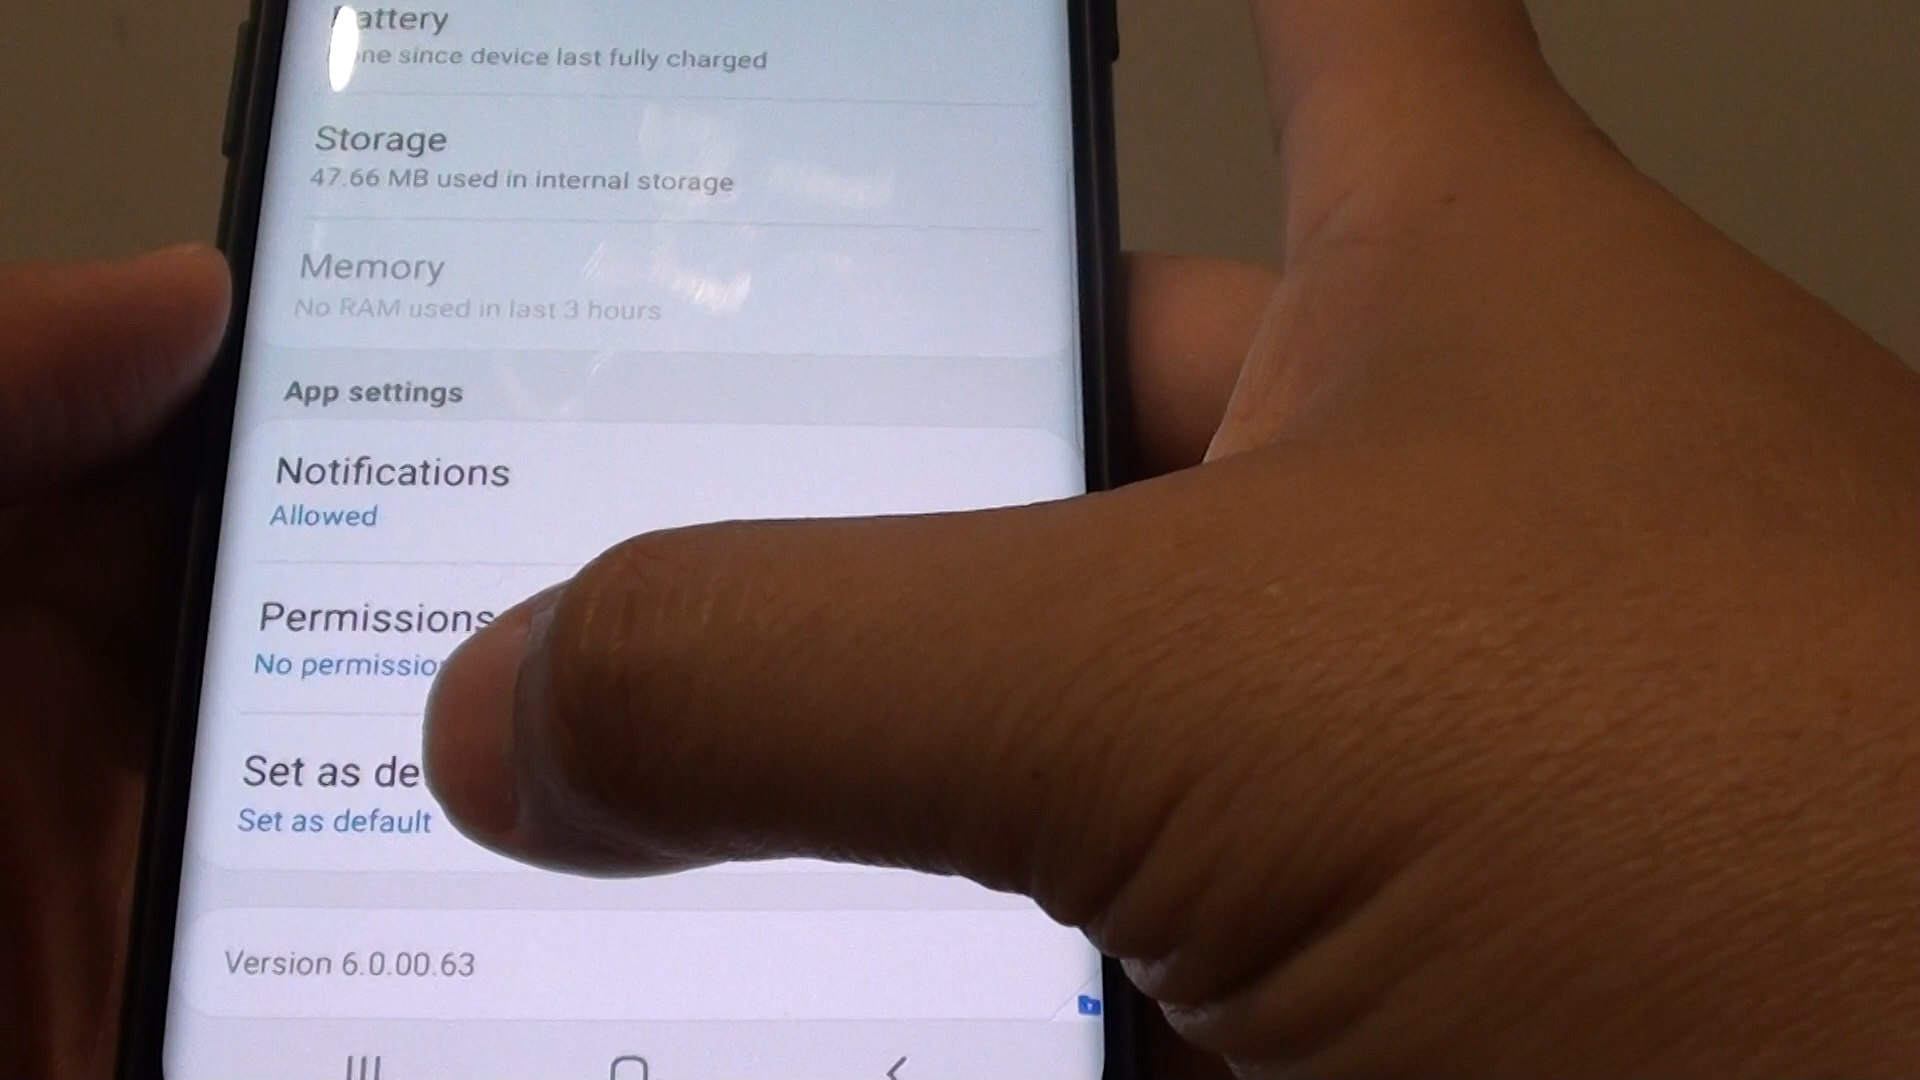 Battery
since device last fully charged
Storage
47.66 MB used in internal storage
Memory
No RAM used in last 3 hours
App settings
Notifications
Allowed
Permissions
No permissio
Set as de
Set as default
Version 6.0.00.63